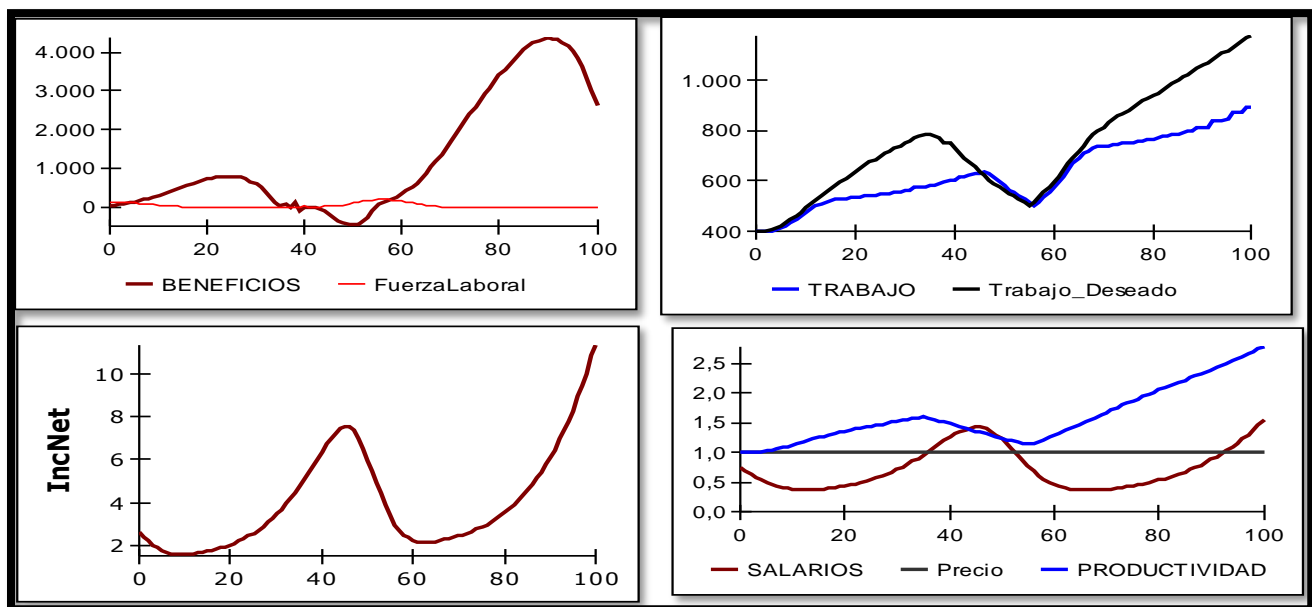 4.000
3.000
2.000
1.000
0
0 20 40 60 80 100
BENEFICIOS FuerzaLaboral
1.000
800
600
400
0 20 40 60 80 100
TRABAJO Trabajo_Deseado
IncNet
10
8
6
4
2
0 20 40 60 80 100
2,5
2,0
1,5
1,0
0,5
0,0
0 20 40 60 80 100
SALARIOS Precio PRODUCTIVIDAD